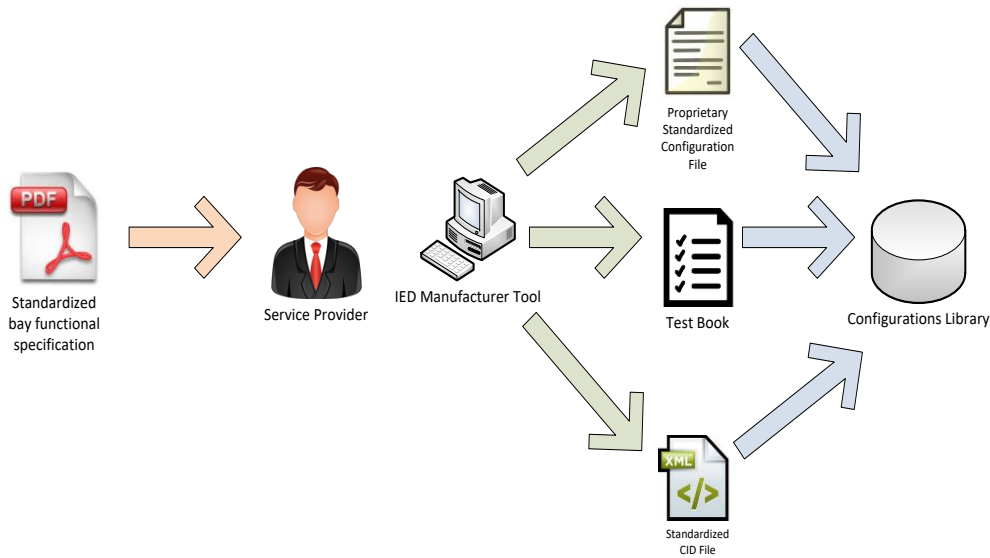 PDF
Standardized
bay functional
specification
Service Provider
IED Manufacturer Tool
Proprietary
Standardized
Configuration
File
Test Book
XML
</>
Standardized
CID File
Configurations Library